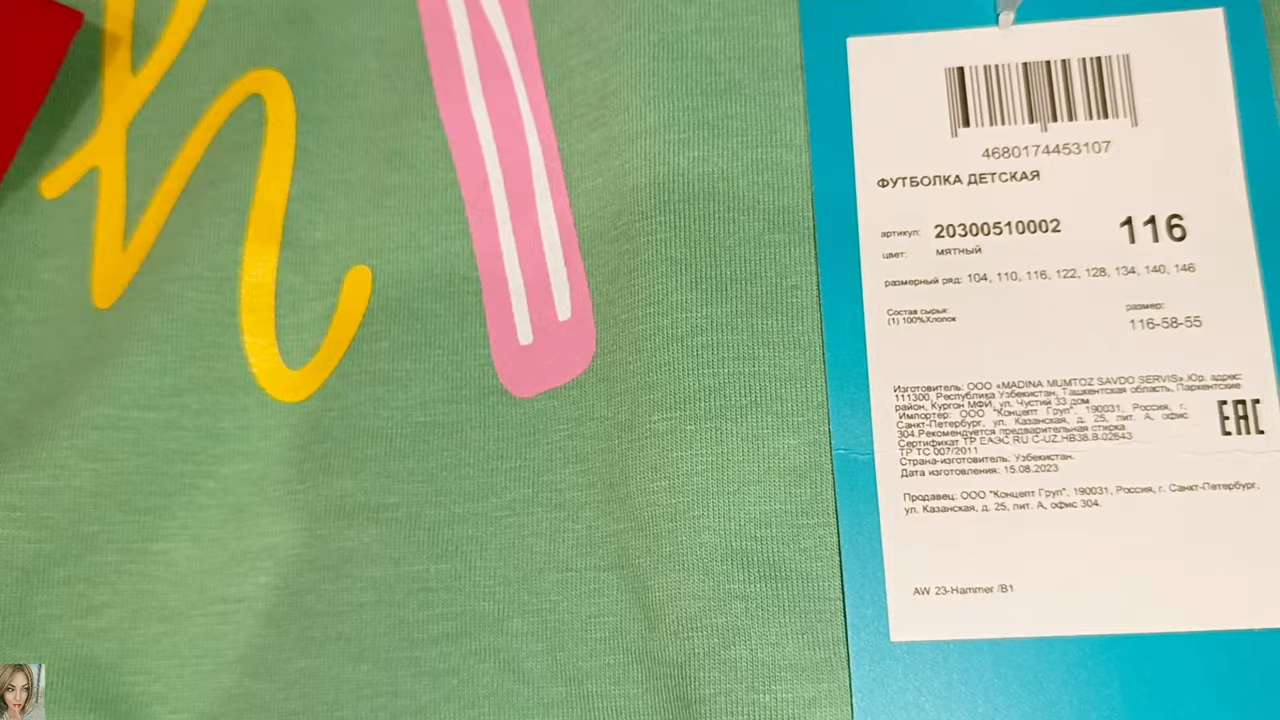 4680174453107
ФУТБОЛКА ДЕТСКАЯ
артикул: 20300510002 116
цвет: МЯТНЫЙ
размерный ряд: 104, 110, 116, 122, 128, 134, 140, 146
Состав сырья:
(1) 100%Хлопок
размер:
116-58-55
Изготовитель: ООО «MADINA MUMTOZ SAVDO SERVIS».Юр. адрес:
111300, Республика Узбекистан, Ташкентская область, Паркентский
район, Кургон МФЙ, ул. Чустий 33 дом
Импортер: ООО "Концепт Груп", 190031, Россия, г.
Санкт-Петербург, ул. Казанская, д. 25, лит. А, офис
304.Рекомендуется предварительная стирка
Сертификат ТР ЕАЭС RU C-UZ.HB38.B.02643
ТР ТС 007/2011
Страна-изготовитель: Узбекистан.
Дата изготовления: 15.08.2023
EAC
Продавец: ООО "Концепт Груп", 190031, Россия, г. Санкт-Петербург,
ул. Казанская, д. 25, лит. А, офис 304.
AW 23-Hammer /B1